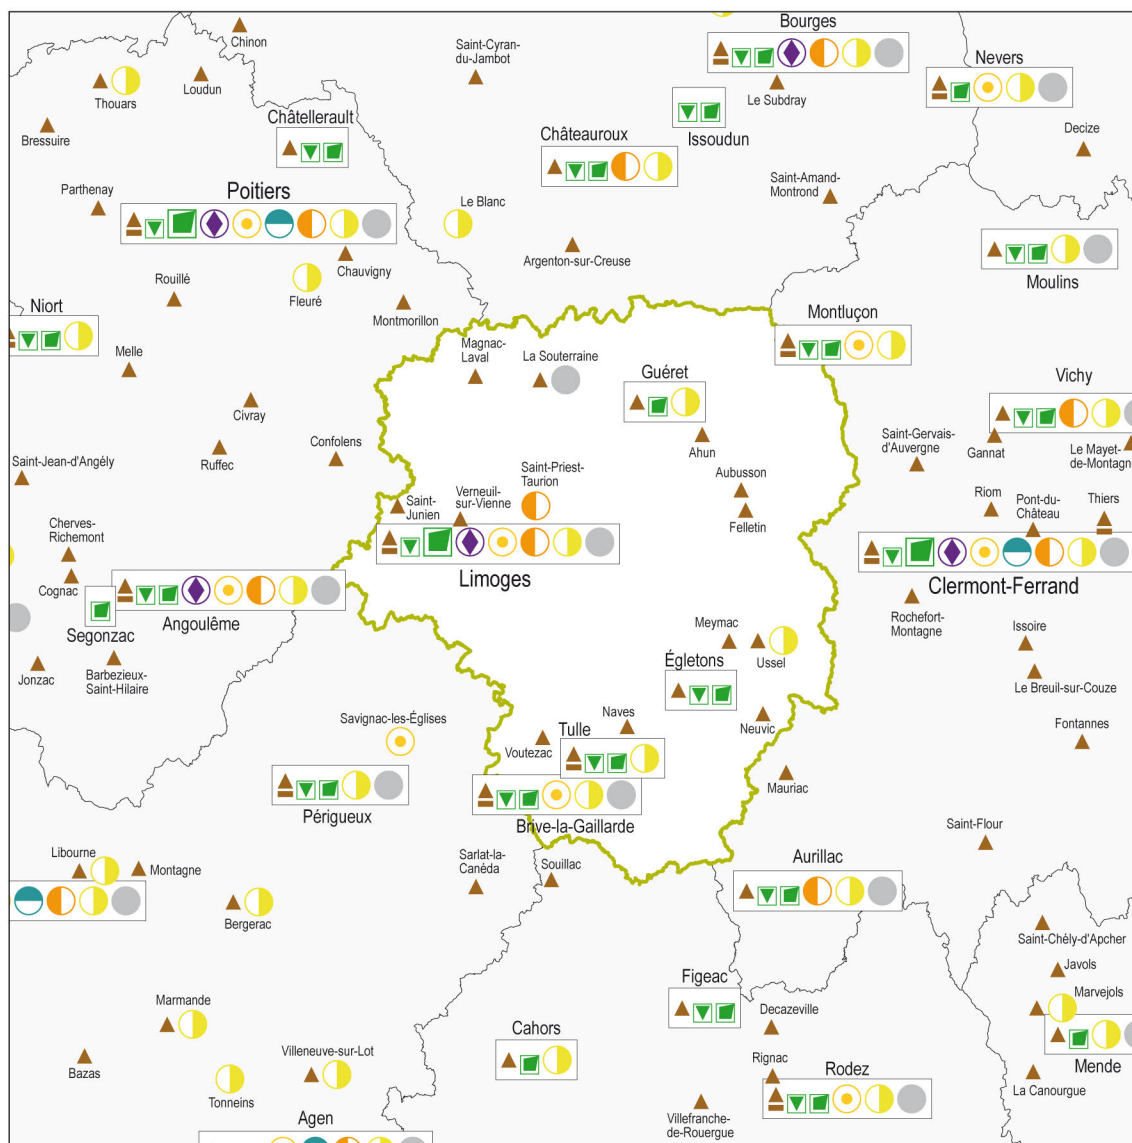 Bourges
Chinon
Saint-Cyran-
du-Jambot
Nevers
Loudun
Thouars
Le Subdray
Châtellerault
Issoudun
Châteauroux
Bressuire
Decize
Saint-Amand-
Montrond
Parthenay
Poitiers
Le Blanc
Argenton-sur-Creuse
Chauvigny
Rouillé
Fleuré
Moulins
Niort
Montmorillon
Montluçon
Melle
Magnac-
Laval
La Souterraine
Guéret
Vichy
Civray
Confolens
Ruffec
Ahun
Saint-Gervais-
d'Auvergne
Gannat
Le Mayet-
de-Montagne
Saint-Jean-d'Angély
Saint-Priest-
Taurion
Aubusson
Saint-
Junien
Verneuil-
sur-Vienne
Felletin
Riom
Pont-du-
Château
Thiers
Cherves-
Richemont
Limoges
Clermont-Ferrand
Cognac
Segonzac
Angoulême
Rochefort-
Montagne
Meymac
Ussel
Issoire
Jonzac
Barbezieux-
Saint-Hilaire
Égletons
Le Breuil-sur-Couze
Savignac-les-Églises
Naves
Neuvic
Fontannes
Tulle
Voutezac
Mauriac
Périgueux
Brive-la-Gaillarde
Saint-Flour
Libourne
Montagne
Sarlat-la-
Canéda
Souillac
Aurillac
Bergerac
Saint-Chély-d'Apcher
Javols
Figeac
Marvejols
Marmande
Decazeville
Cahors
Villeneuve-sur-Lot
Bazas
Rignac
Rodez
Mende
La Canourgue
Tonneins
Agen
Villefranche-
de-Rouergue